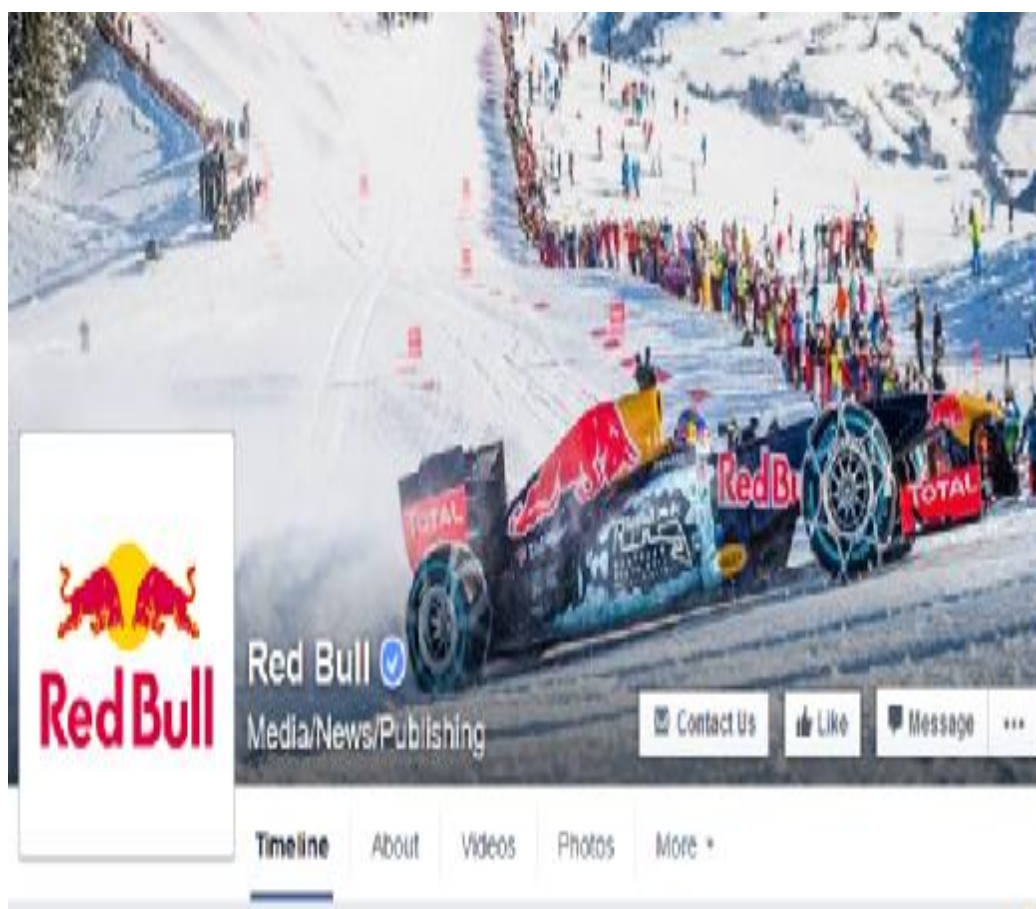 TOTAL
Red Bu
TOTAL
Red Bull
Red Bull
Media/News/Publishing
Contact Us
Like
Message
Timeline
About
Videos
Photos
More